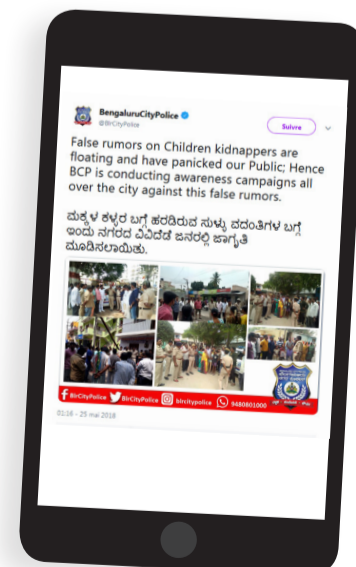 BengaluruCityPolice
@BlrCityPolice
Suivre
False rumors on Children kidnappers are
floating and have panicked our Public; Hence
BCP is conducting awareness campaigns all
over the city against this false rumors.
ಮಕ್ಕಳ ಕಳ್ಳರ ಬಗ್ಗೆ ಹರಡಿರುವ ಸುಳ್ಳು ವದಂತಿಗಳ ಬಗ್ಗೆ
ಇಂದು ನಗರದ ವಿವಿದೆಡೆ ಜನರಲ್ಲಿ ಜಾಗೃತಿ
ಮೂಡಿಸಲಾಯಿತು.
BlrCityPolice BlrCityPolice blrcitypolice 9480801000
01:16 - 25 mai 2018